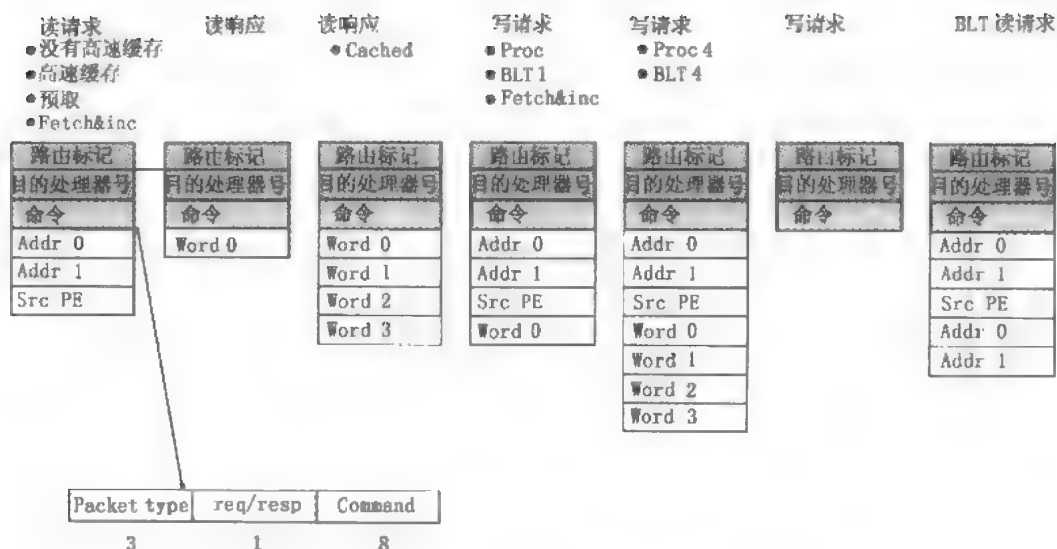 读请求
●没有高速缓存
●高速缓存
●预取
●Fetch&inc
路由标记
目的处理器号
命令
Addr 0
Addr 1
Src PE
读响应
路由标记
目的处理器号
命令
Word 0
读响应
●Cached
路由标记
目的处理器号
命令
Word 0
Word 1
Word 2
Word 3
写请求
●Proc
●BLT 1
●Fetch&inc
路由标记
目的处理器号
命令
Addr 0
Addr 1
Src PE
Word 0
写请求
●Proc 4
●BLT 4
路由标记
目的处理器号
命令
Addr 0
Addr 1
Src PE
Word 0
Word 1
Word 2
Word 3
写请求
路由标记
目的处理器号
命令
BLT 读请求
路由标记
目的处理器号
命令
Addr 0
Addr 1
Src PE
Addr 0
Addr 1
Packet type req/resp Command
3 1 8